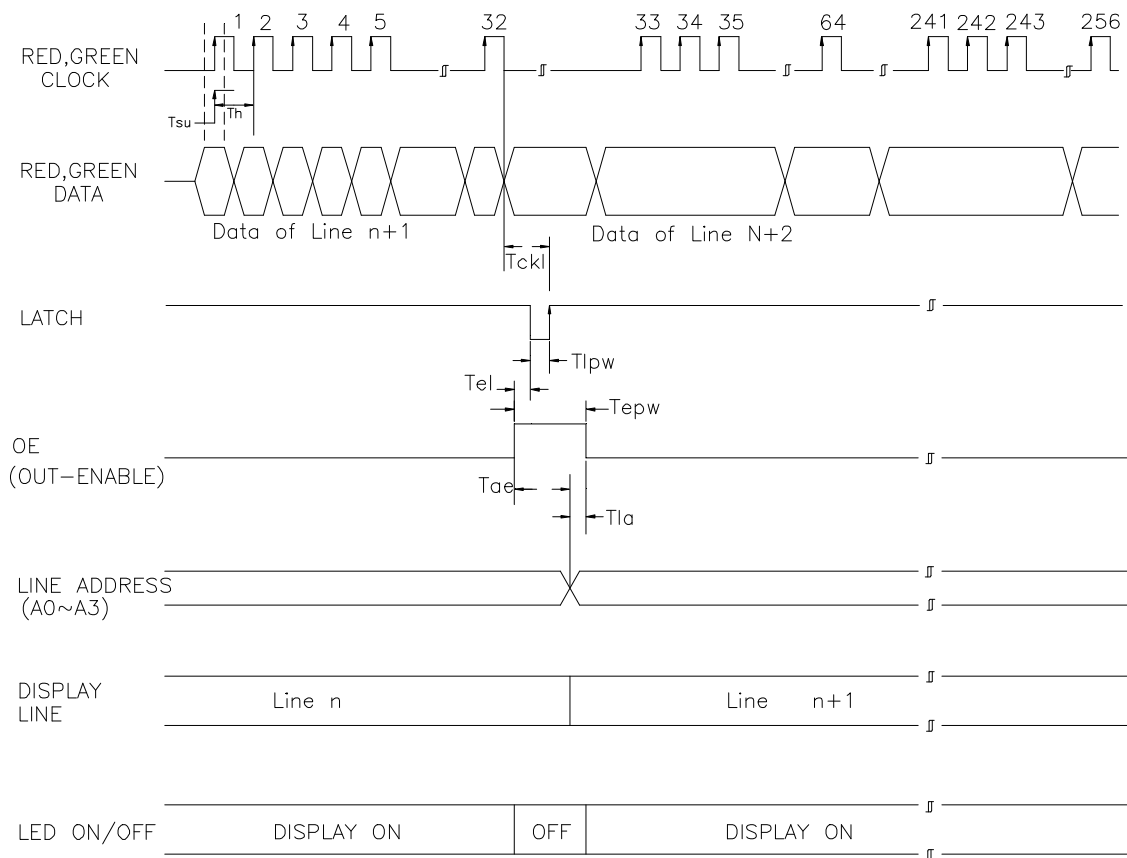 1 2 3 4 5 32 33 34 35 64 241 242 243 256
RED,GREEN
CLOCK
Tsu
Th
RED,GREEN
DATA
Data of Line n+1
Data of Line N+2
Tckl
LATCH
Tlpw
Tel
Tepw
OE
(OUT-ENABLE)
Tae
Tla
LINE ADDRESS
(A0~A3)
DISPLAY
LINE
Line n
Line n+1
LED ON/OFF
DISPLAY ON
OFF
DISPLAY ON